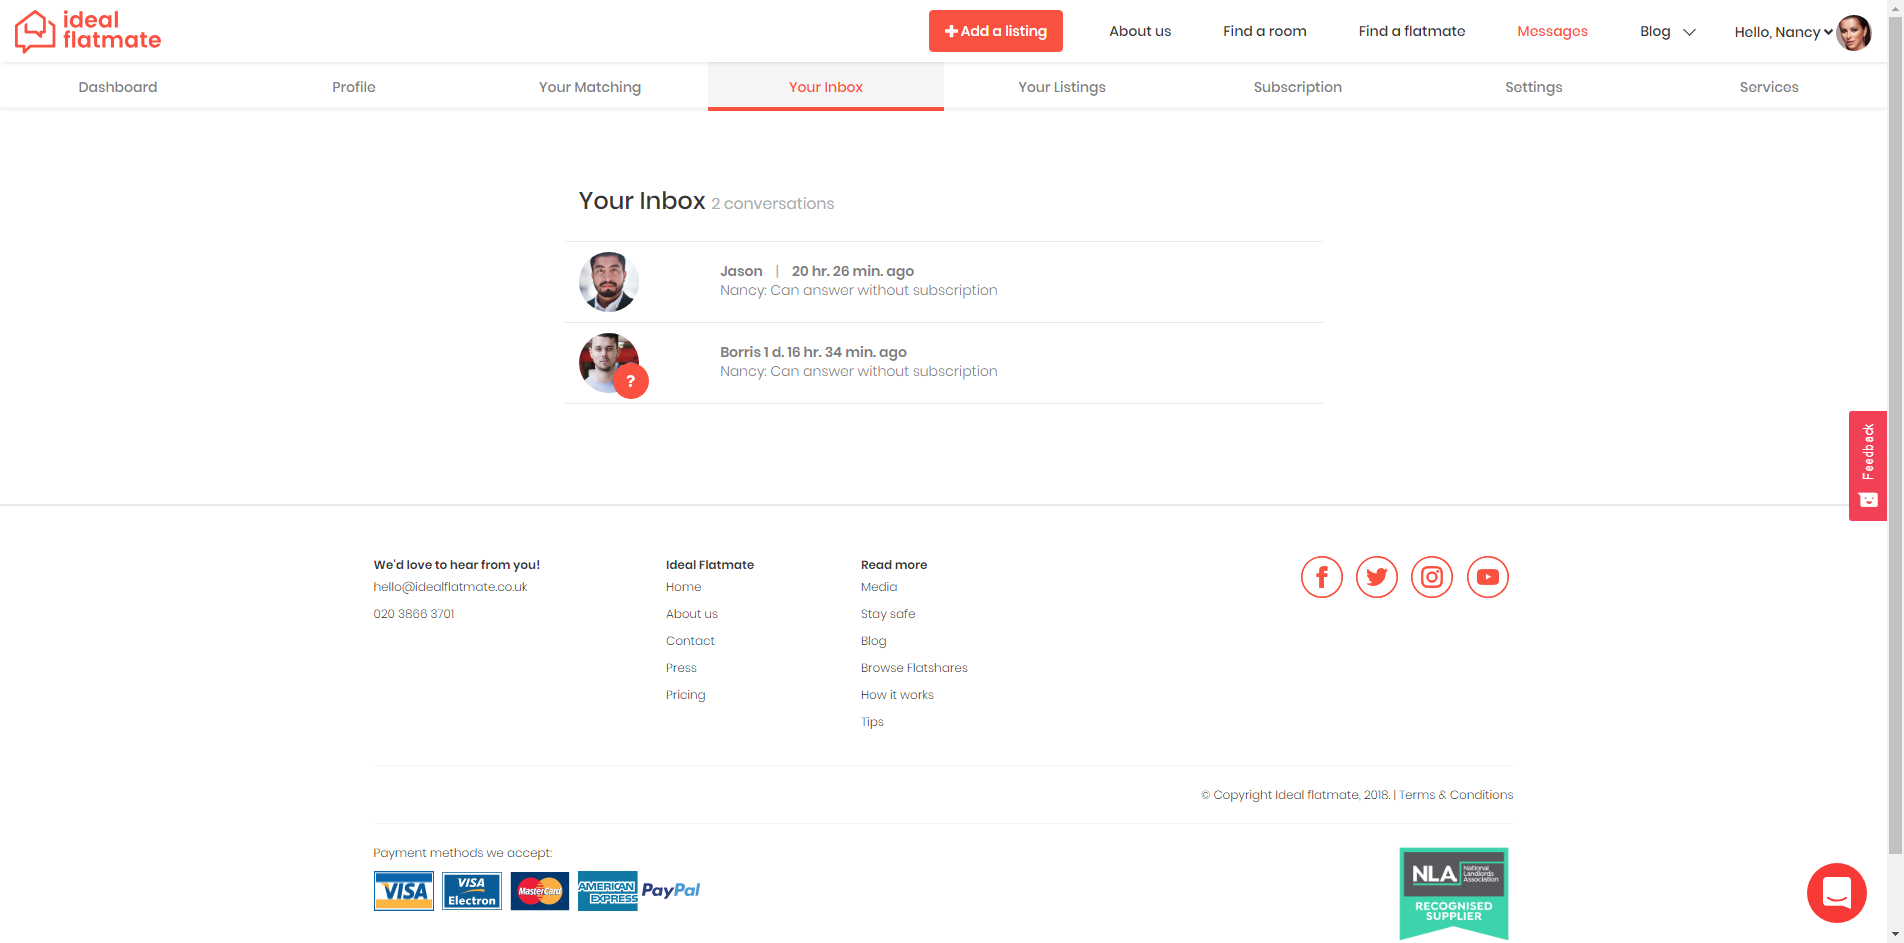 ideal
flatmate
Add a listing
About us
Find a room
Find a flatmate
Messages
Blog
Hello, Nancy
Dashboard
Profile
Your Matching
Your Inbox
Your Listings
Subscription
Settings
Services
Your Inbox 2 conversations
Jason | 20 hr. 26 min. ago
Nancy: Can answer without subscription
Borris 1 d. 16 hr. 34 min. ago
Nancy: Can answer without subscription
?
Feedback
We'd love to hear from you!
hello@idealflatmate.co.uk
020 3866 3701
Ideal Flatmate
Home
About us
Contact
Press
Pricing
Read more
Media
Stay safe
Blog
Browse Flatshares
How it works
Tips
© Copyright Ideal flatmate, 2018. | Terms & Conditions
Payment methods we accept:
VISA
VISA
Electron
MasterCard
AMERICAN
EXPRESS
PayPal
NLA
National
Landlords
Association
RECOGNISED
SUPPLIER